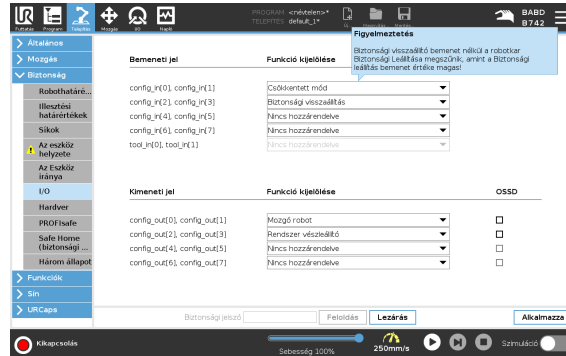 Futtatás Program Telepítés Mozgás I/O Napló
PROGRAM <névtelen>*
TELEPÍTÉS default_1*
BABD
B742
Figyelmeztetés
Biztonsági visszaállító bemenet nélkül a robotkar
Biztonsági Leállítása megszűnik, amint a Biztonsági
leállítás bemenet értéke magas!
Általános
Mozgás
Biztonság
Robothatáré...
Illesztési
határértékek
Síkok
Az eszköz
helyzete
Az Eszköz
iránya
I/O
Hardver
PROFIsafe
Safe Home
(biztonsági ...
Három állapot
Funkciók
Sín
URCaps
Bemeneti jel Funkció kijelölése
config_in[0], config_in[1] Csökkentett mód
config_in[2], config_in[3] Biztonsági visszaállítás
config_in[4], config_in[5] Nincs hozzárendelve
config_in[6], config_in[7] Nincs hozzárendelve
tool_in[0], tool_in[1] Nincs hozzárendelve
Kimeneti jel Funkció kijelölése OSSD
config_out[0], config_out[1] Mozgó robot
config_out[2], config_out[3] Rendszer vészleállító
config_out[4], config_out[5] Nincs hozzárendelve
config_out[6], config_out[7] Nincs hozzárendelve
Biztonsági jelszó Feloldás Lezárás Alkalmazza
Kikapcsolás
Sebesség 100%
250mm/s
Szimuláció